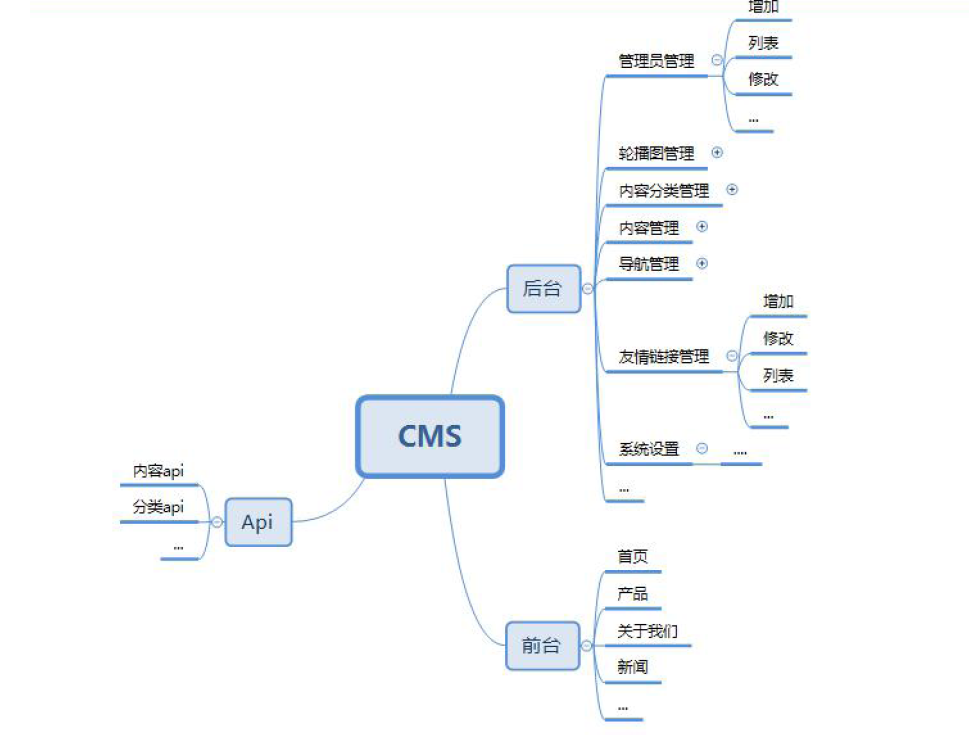 增加
列表
修改
...
管理员管理
轮播图管理
内容分类管理
内容管理
导航管理
后台
增加
修改
列表
...
友情链接管理
系统设置
....
...
CMS
内容api
分类api
...
Api
首页
产品
关于我们
新闻
...
前台